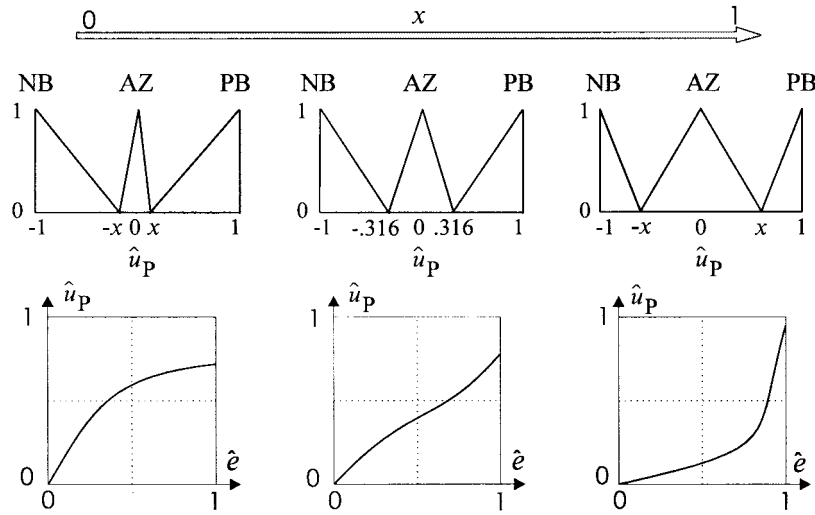 0 x 1
NB AZ PB NB AZ PB NB AZ PB
1 1 1
0 0 0
-1 -x 0 x 1 -1 -.316 0 .316 1 -1 -x 0 x 1
û_P û_P û_P
û_P û_P û_P
1 1 1
0 ê 0 ê 0 ê
0 1 0 1 0 1